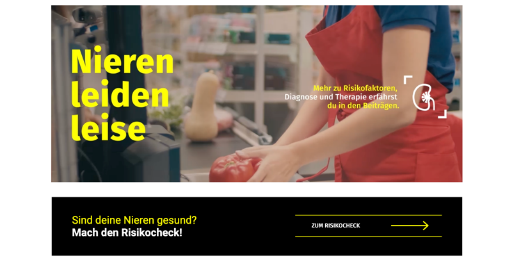 Nieren
leiden
leise
Mehr zu Risikofaktoren,
Diagnose und Therapie erfährst
du in den Beiträgen.
Sind deine Nieren gesund?
Mach den Risikocheck!
ZUM RISIKOCHECK